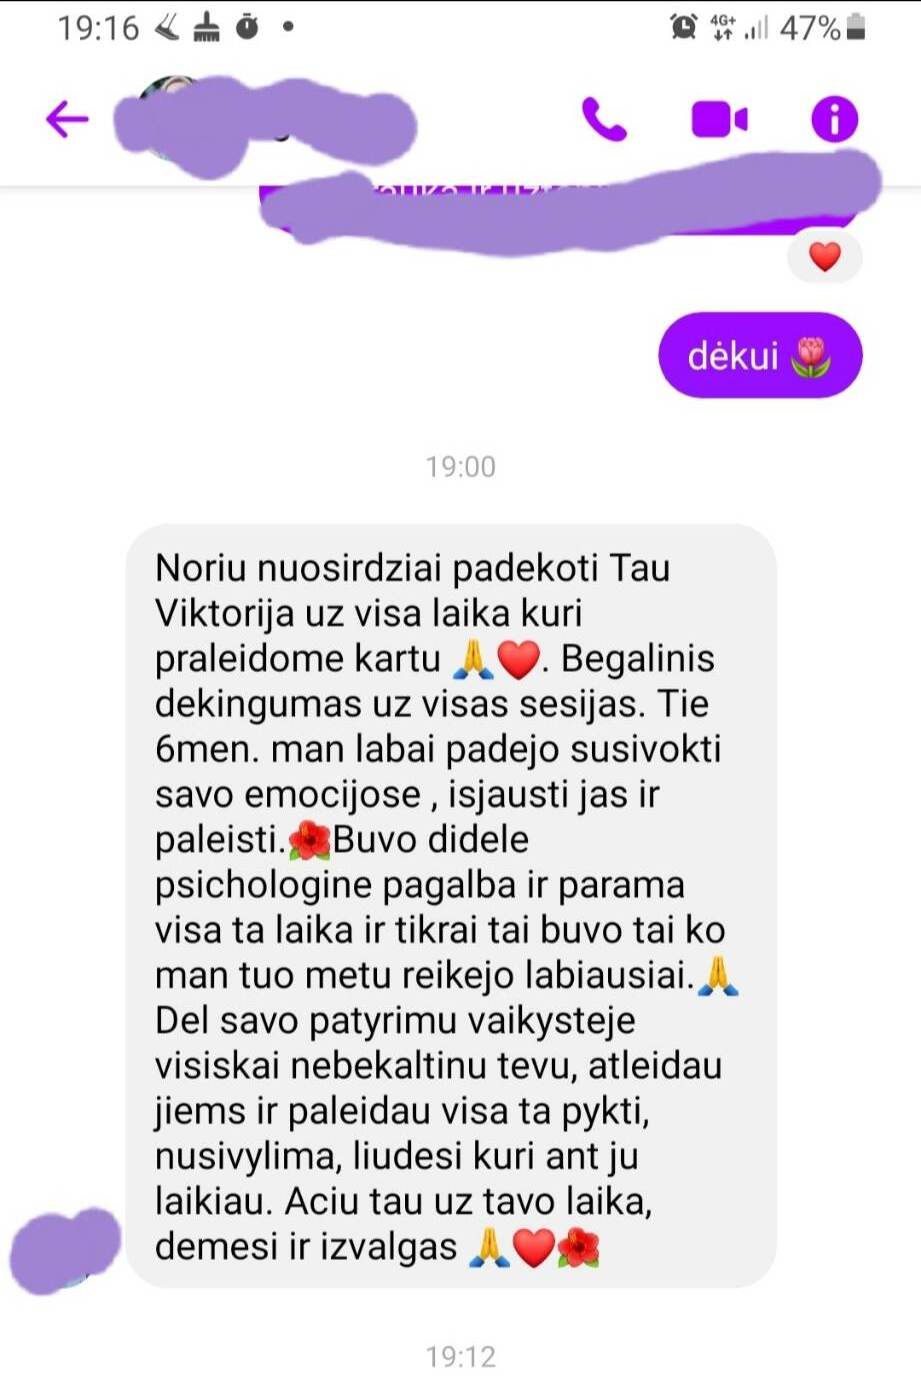 19:16
4G+
47%
dėkui 🌷
19:00
Noriu nuosirdziai padekoti Tau
Viktorija uz visa laika kuri
praleidome kartu 🙏❤️. Begalinis
dekingumas uz visas sesijas. Tie
6men. man labai padejo susivokti
savo emocijose , isjausti jas ir
paleisti.🌺Buvo didele
psichologine pagalba ir parama
visa ta laika ir tikrai tai buvo tai ko
man tuo metu reikejo labiausiai.🙏
Del savo patyrimu vaikysteje
visiskai nebekaltinu tevu, atleidau
jiems ir paleidau visa ta pykti,
nusivylima, liudesi kuri ant ju
laikiau. Aciu tau uz tavo laika,
demesi ir izvalgas 🙏❤️🌺
19:12